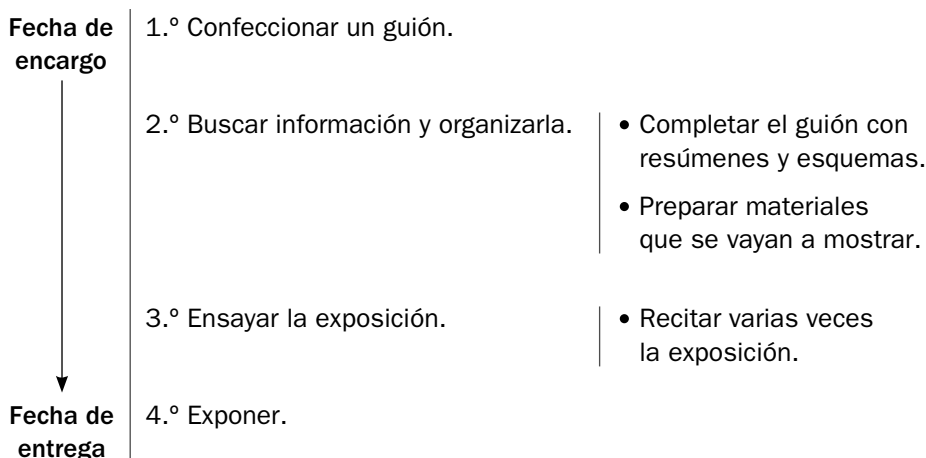 Fecha de
encargo
1.º Confeccionar un guión.
2.º Buscar información y organizarla.
• Completar el guión con
resúmenes y esquemas.
• Preparar materiales
que se vayan a mostrar.
3.º Ensayar la exposición.
• Recitar varias veces
la exposición.
Fecha de
entrega
4.º Exponer.